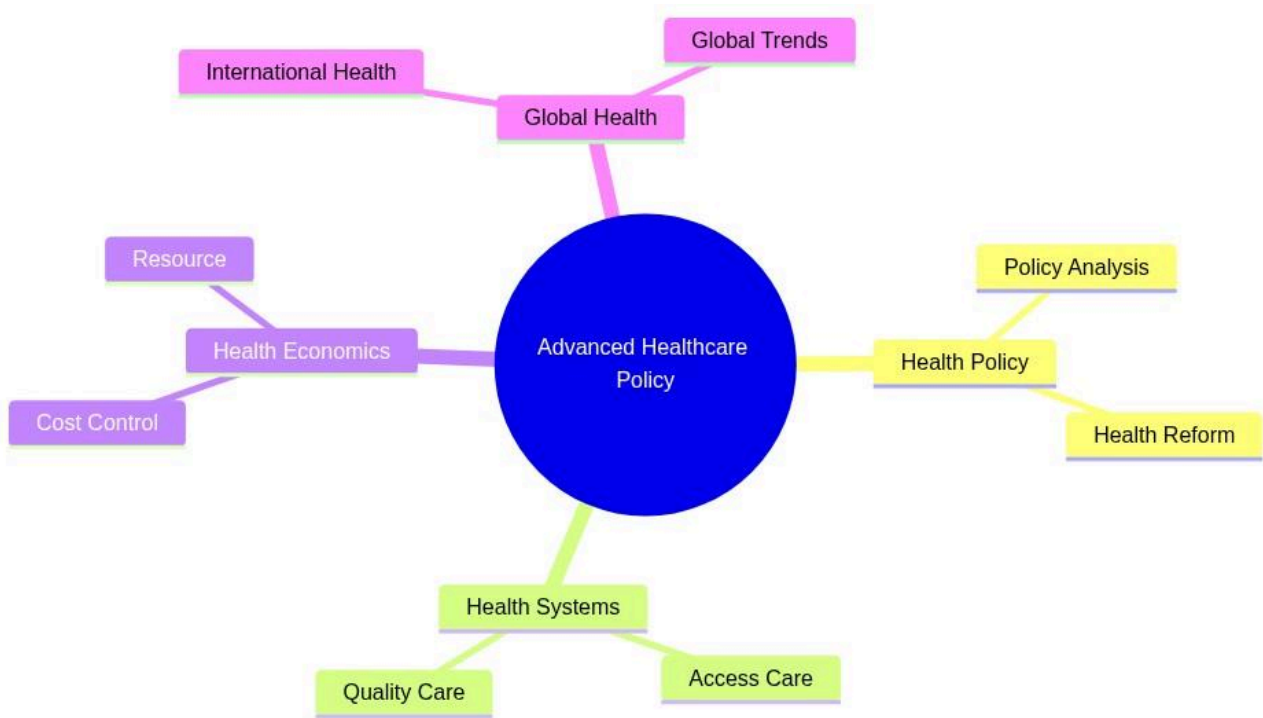 Global Trends
International Health
Global Health
Resource
Policy Analysis
Health Economics
Advanced Healthcare
Policy
Health Policy
Cost Control
Health Reform
Health Systems
Quality Care
Access Care